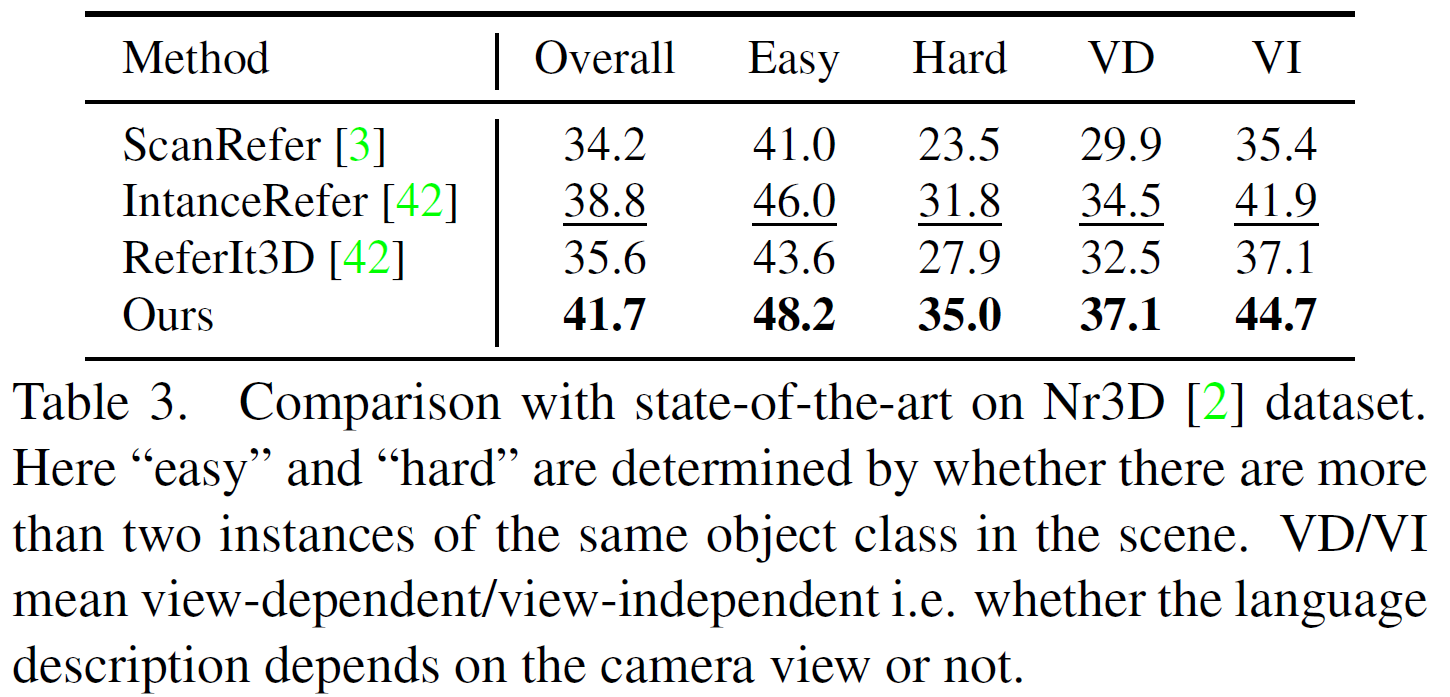 Method Overall Easy Hard VD VI
ScanRefer [3] 34.2 41.0 23.5 29.9 35.4
IntanceRefer [42] 38.8 46.0 31.8 34.5 41.9
ReferIt3D [42] 35.6 43.6 27.9 32.5 37.1
Ours 41.7 48.2 35.0 37.1 44.7
Table 3. Comparison with state-of-the-art on Nr3D [2] dataset.
Here “easy” and “hard” are determined by whether there are more
than two instances of the same object class in the scene. VD/VI
mean view-dependent/view-independent i.e. whether the language
description depends on the camera view or not.